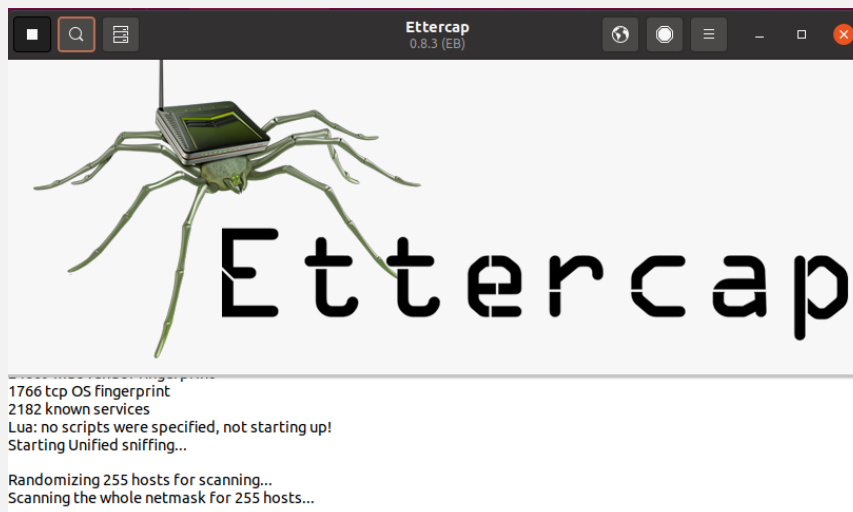 Ettercap
0.8.3 (EB)
Ettercap
1766 tcp OS fingerprint
2182 known services
Lua: no scripts were specified, not starting up!
Starting Unified sniffing...
Randomizing 255 hosts for scanning...
Scanning the whole netmask for 255 hosts...